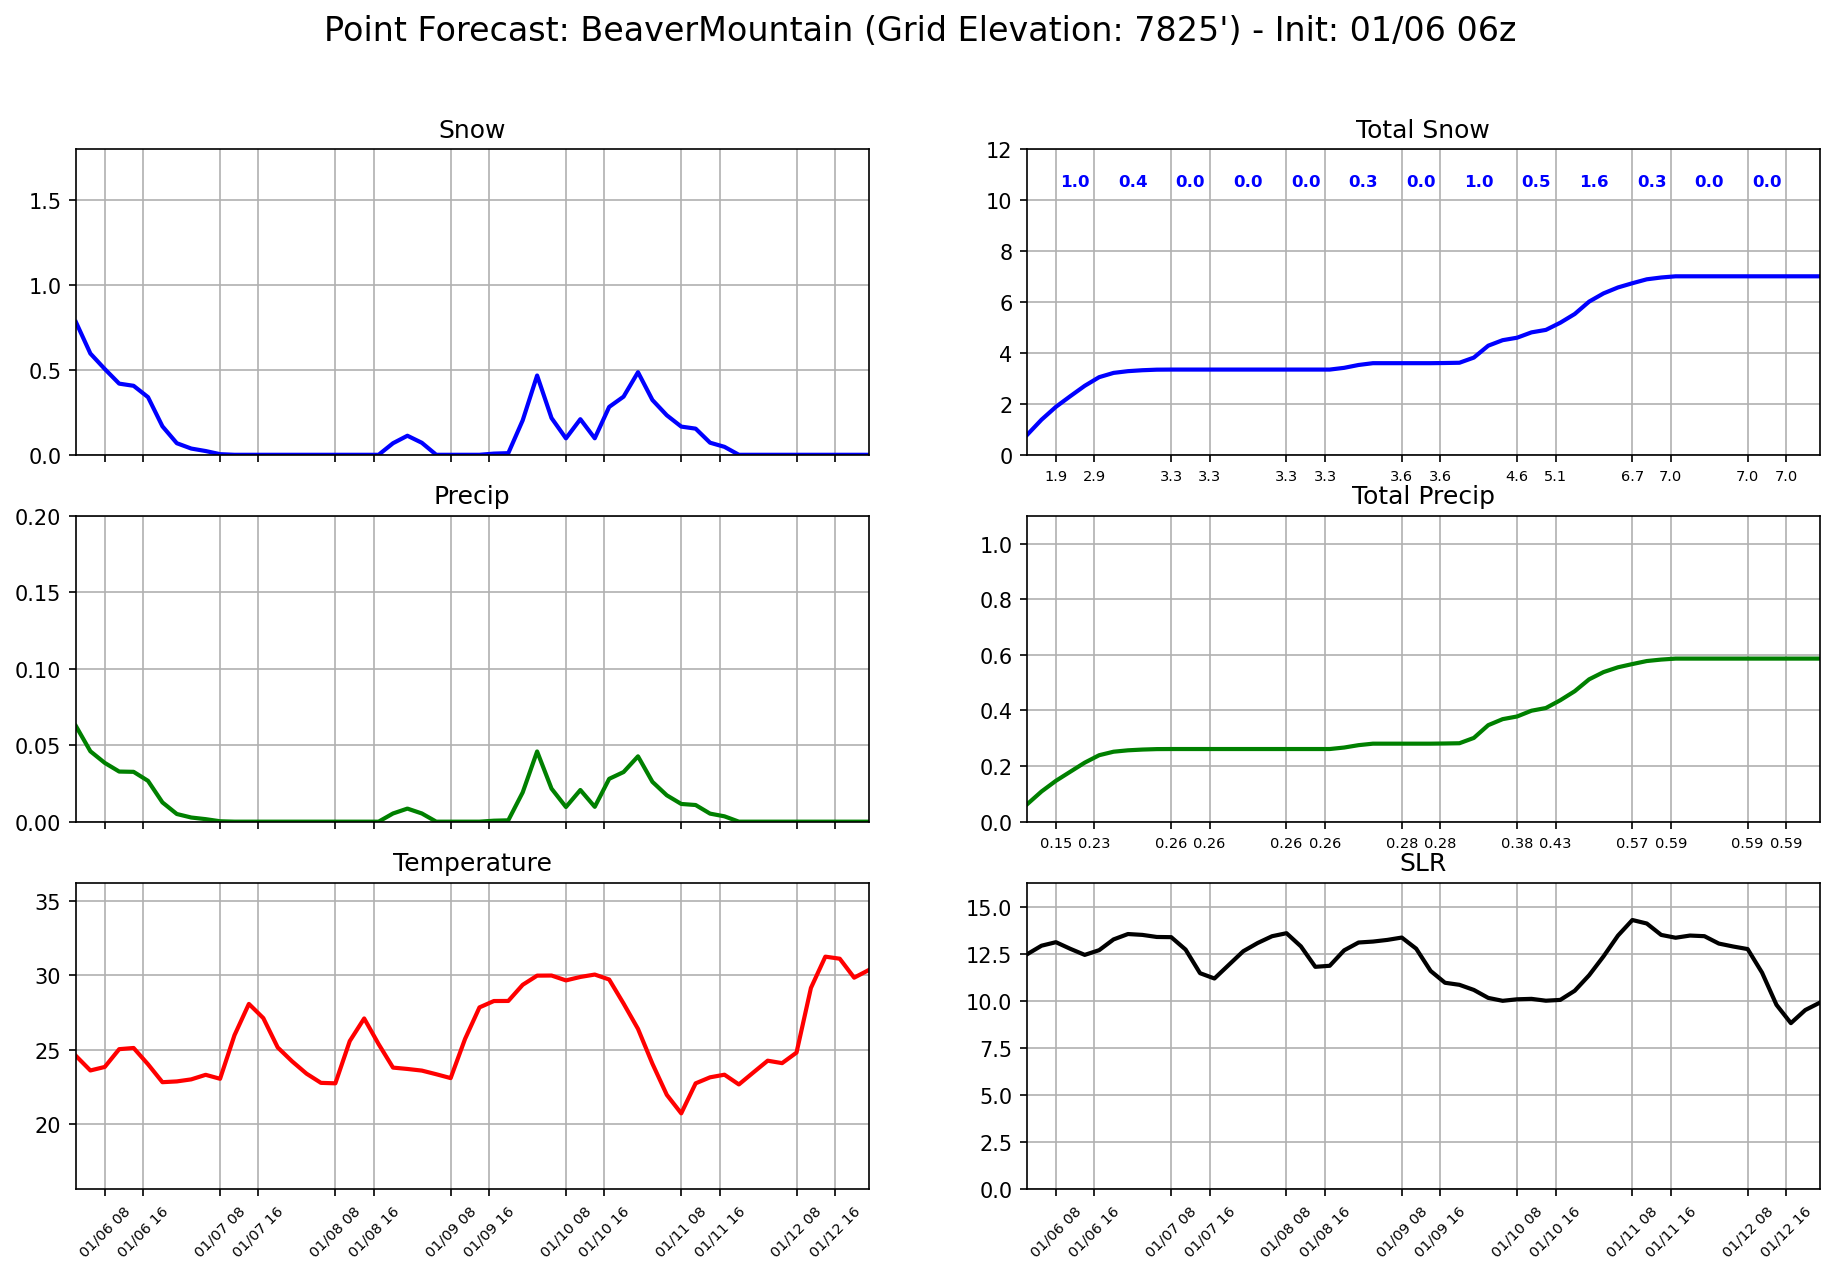 Point Forecast: BeaverMountain (Grid Elevation: 7825') - Init: 01/06 06z
Snow
1.5
1.0
0.5
0.0
Total Snow
12
10
8
6
4
2
0
1.0 0.4 0.0 0.0 0.0 0.3 0.0 1.0 0.5 1.6 0.3 0.0 0.0
1.9 2.9 3.3 3.3 3.3 3.3 3.6 3.6 4.6 5.1 6.7 7.0 7.0 7.0
Precip
0.20
0.15
0.10
0.05
0.00
Total Precip
1.0
0.8
0.6
0.4
0.2
0.0
0.15 0.23 0.26 0.26 0.26 0.26 0.28 0.28 0.38 0.43 0.57 0.59 0.59 0.59
Temperature
35
30
25
20
01/06 08 01/06 16 01/07 08 01/07 16 01/08 08 01/08 16 01/09 08 01/09 16 01/10 08 01/10 16 01/11 08 01/11 16 01/12 08 01/12 16
SLR
15.0
12.5
10.0
7.5
5.0
2.5
0.0
01/06 08 01/06 16 01/07 08 01/07 16 01/08 08 01/08 16 01/09 08 01/09 16 01/10 08 01/10 16 01/11 08 01/11 16 01/12 08 01/12 16